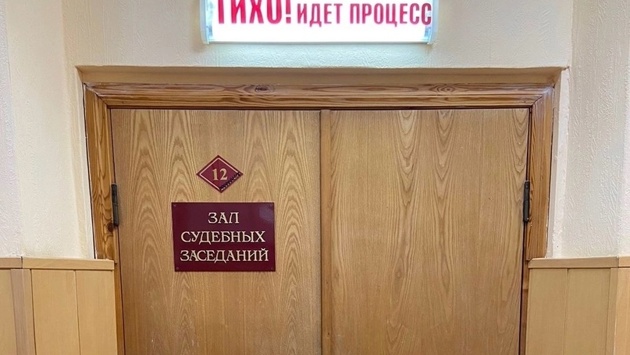 ТИХО! ИДЕТ ПРОЦЕСС
12
ЗАЛ
СУДЕБНЫХ
ЗАСЕДАНИЙ